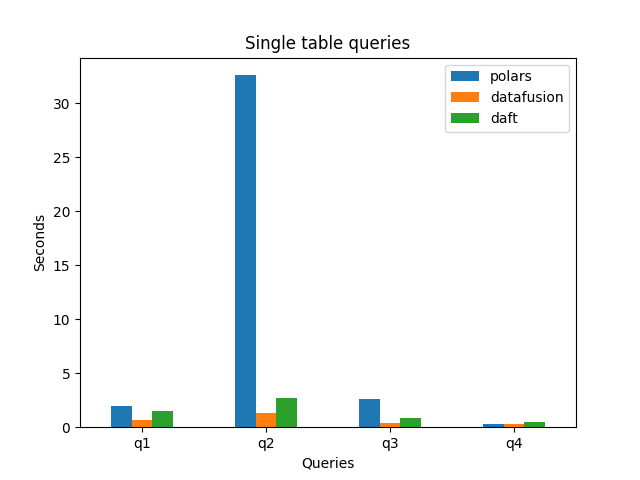 Single table queries
polars
datafusion
daft
30
25
20
15
10
5
0
Seconds
q1
q2
q3
q4
Queries